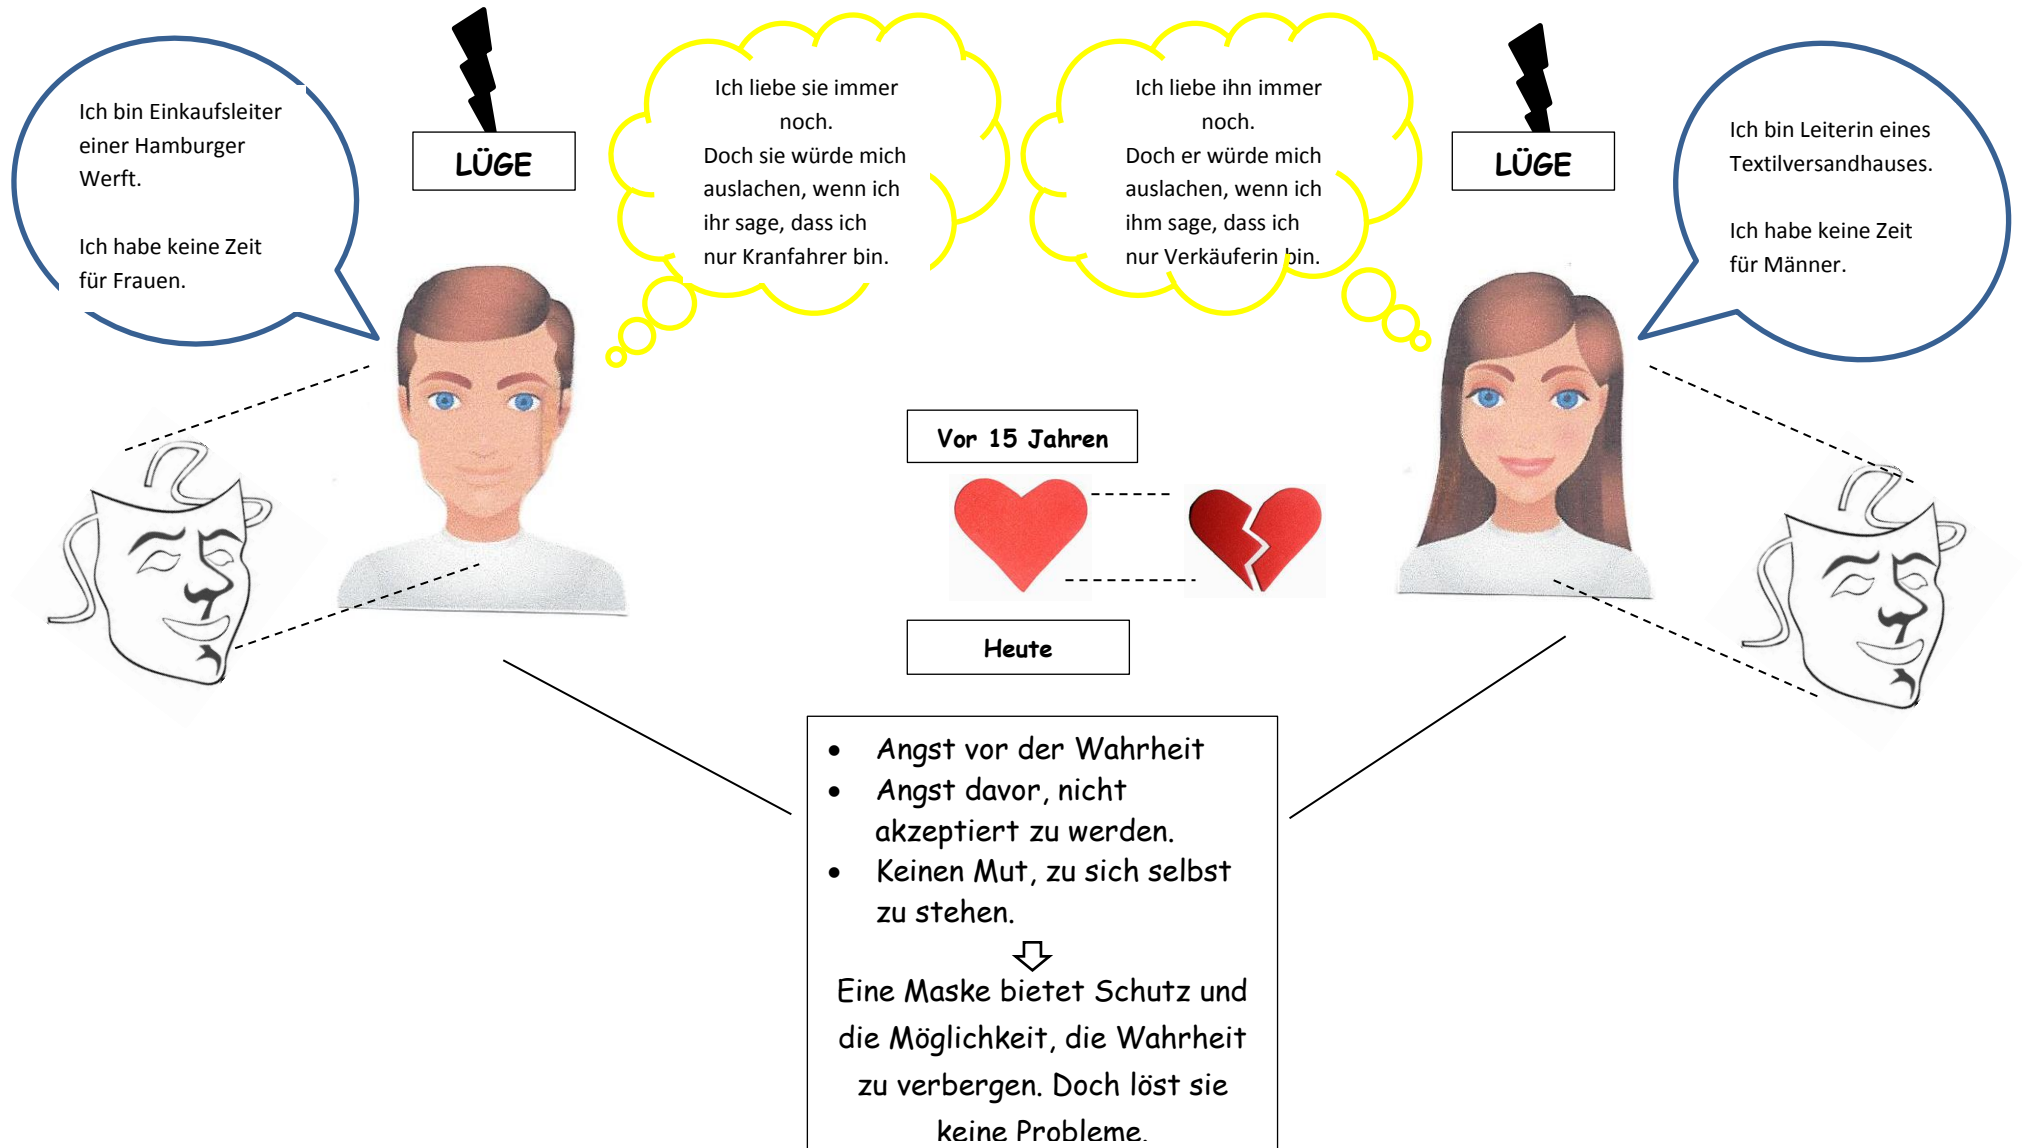 Ich bin Einkaufsleiter
einer Hamburger
Werft.
Ich habe keine Zeit
für Frauen.
LÜGE
Ich liebe sie immer
noch.
Doch sie würde mich
auslachen, wenn ich
ihr sage, dass ich
nur Kranfahrer bin.
Ich liebe ihn immer
noch.
Doch er würde mich
auslachen, wenn ich
ihm sage, dass ich
nur Verkäuferin bin.
LÜGE
Ich bin Leiterin eines
Textilversandhauses.
Ich habe keine Zeit
für Männer.
Vor 15 Jahren
Heute
• Angst vor der Wahrheit
• Angst davor, nicht
akzeptiert zu werden.
• Keinen Mut, zu sich selbst
zu stehen.
Eine Maske bietet Schutz und
die Möglichkeit, die Wahrheit
zu verbergen. Doch löst sie
keine Probleme.